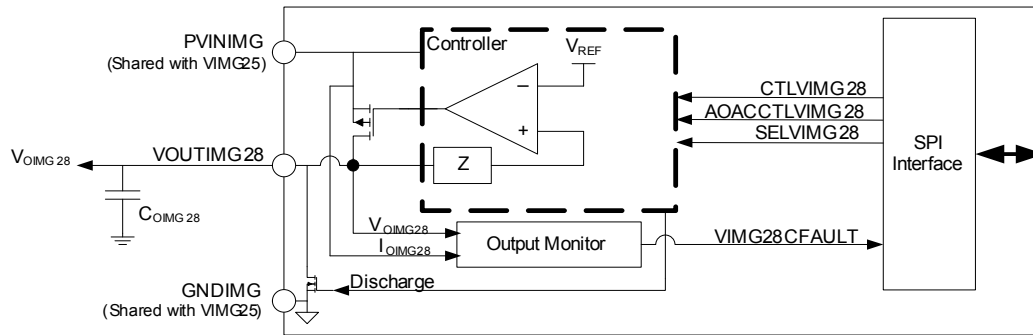 PVINIMG
(Shared with VIMG25)
Controller
VREF
CTLVIMG28
AOACCTLVIMG28
SELVIMG28
SPI
Interface
VOIMG28
VOUTIMG28
−
+
Z
COIMG28
VOIMG28
IOIMG28
Output Monitor
VIMG28CFAULT
Discharge
GNDIMG
(Shared with VIMG25)